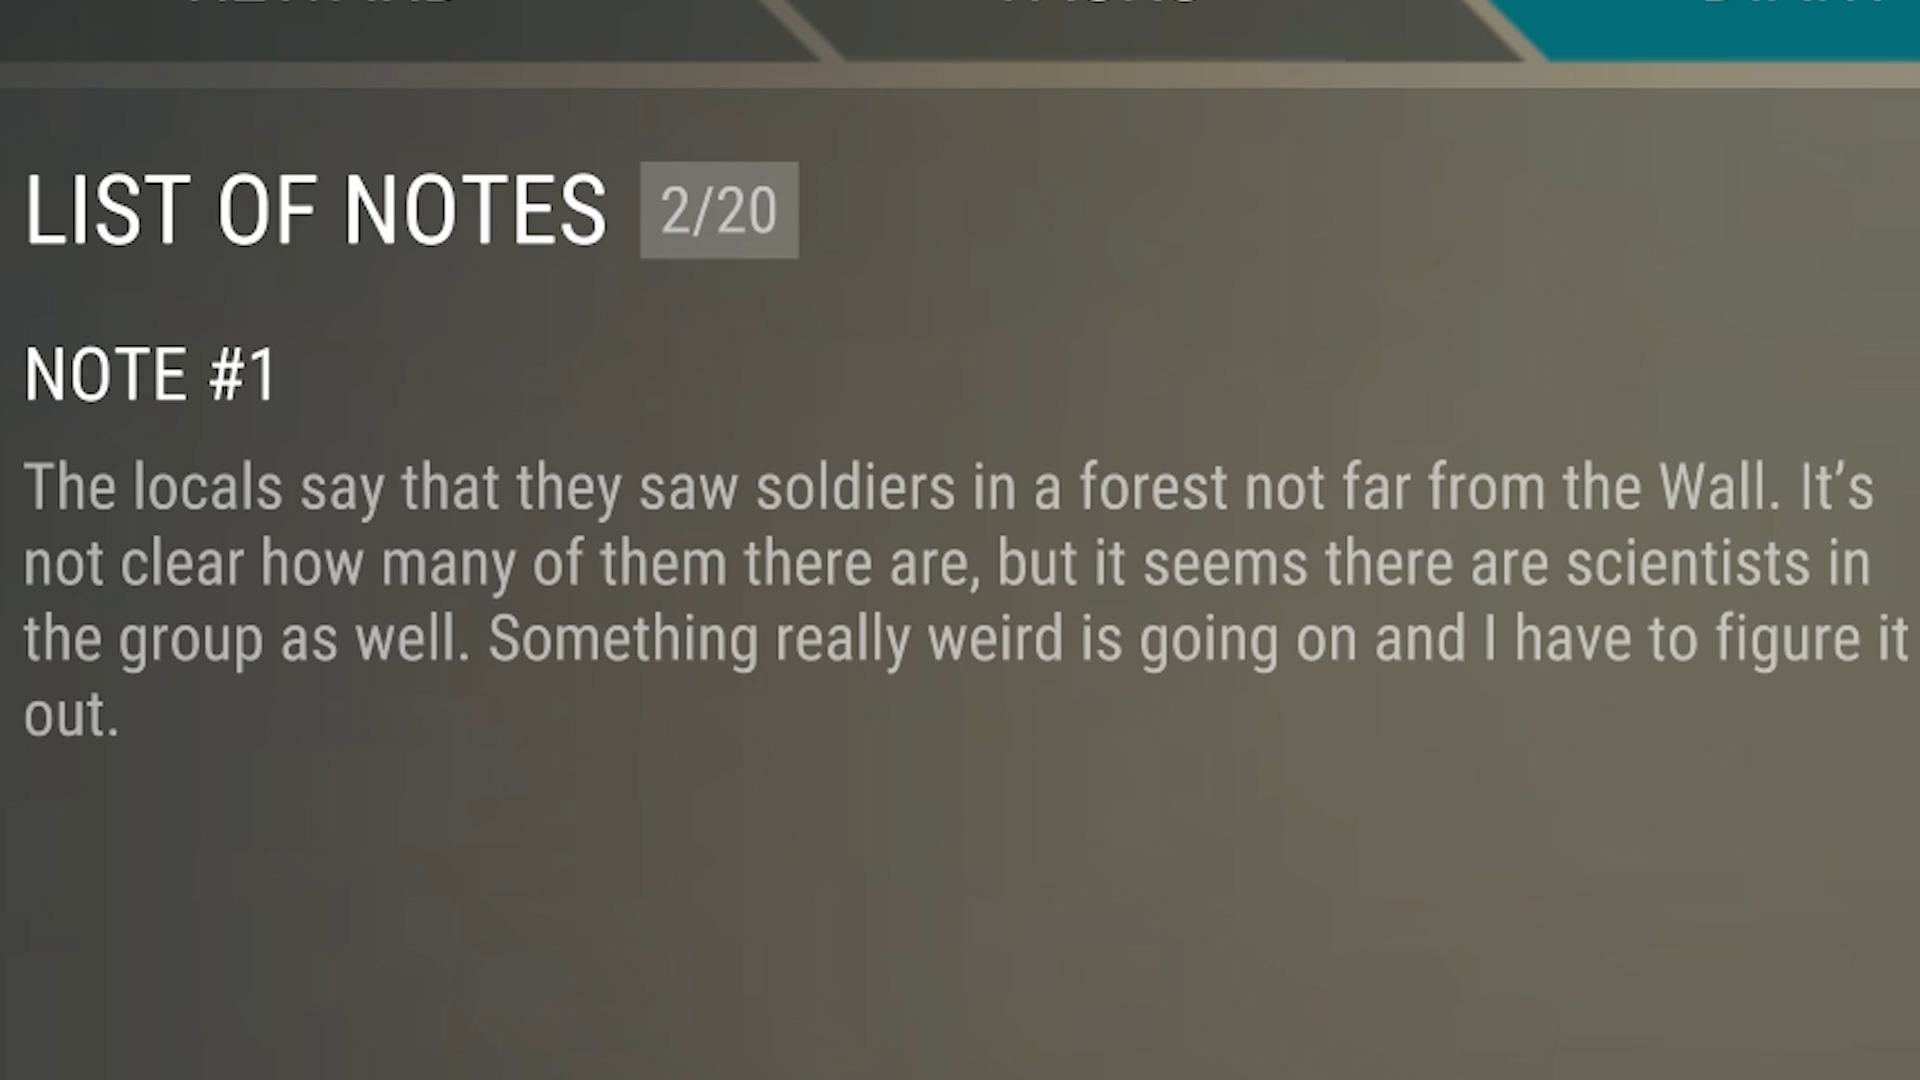 LIST OF NOTES 2/20
NOTE #1
The locals say that they saw soldiers in a forest not far from the Wall. It’s
not clear how many of them there are, but it seems there are scientists in
the group as well. Something really weird is going on and I have to figure it
out.